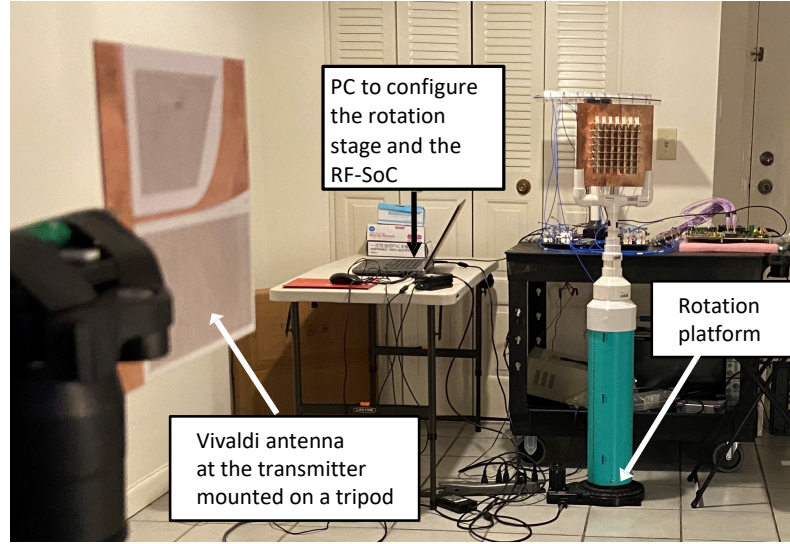 PC to configure
the rotation
stage and the
RF-SoC
Rotation
platform
Vivaldi antenna
at the transmitter
mounted on a tripod